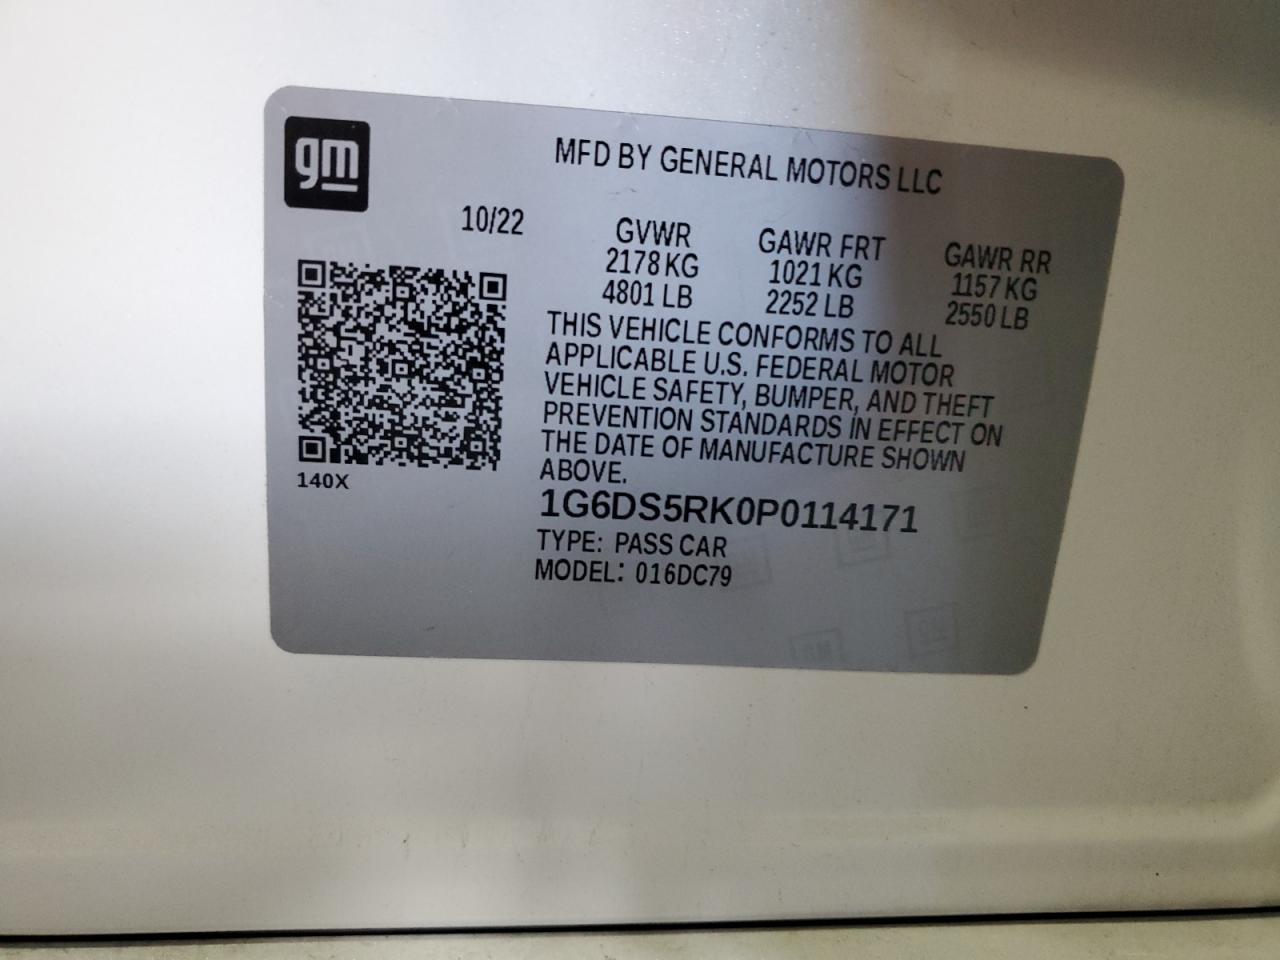 gm
MFD BY GENERAL MOTORS LLC
10/22 GVWR GAWR FRT GAWR RR
2178 KG 1021 KG 1157 KG
4801 LB 2252 LB 2550 LB
THIS VEHICLE CONFORMS TO ALL
APPLICABLE U.S. FEDERAL MOTOR
VEHICLE SAFETY, BUMPER, AND THEFT
PREVENTION STANDARDS IN EFFECT ON
THE DATE OF MANUFACTURE SHOWN
ABOVE.
140X
1G6DS5RK0P0114171
TYPE: PASS CAR
MODEL: 016DC79